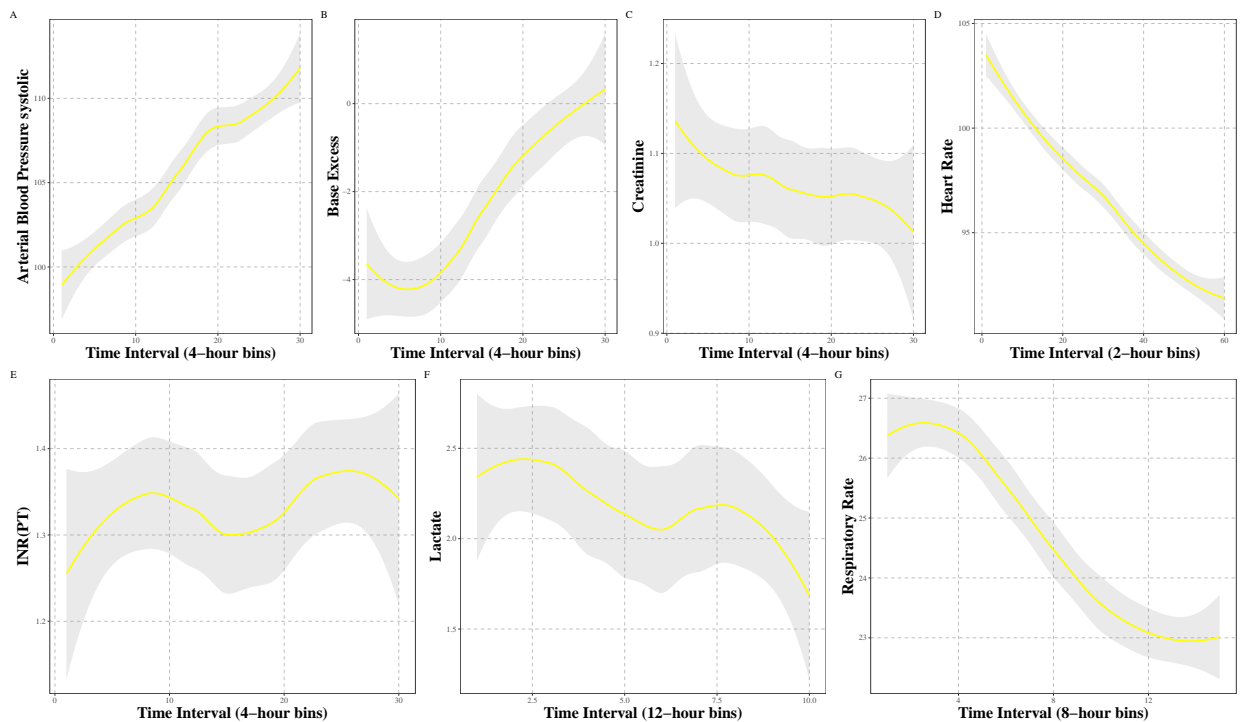 A
Arterial Blood Pressure systolic
110
105
100
0
10
20
30
Time Interval (4−hour bins)
B
Base Excess
0
−2
−4
0
10
20
30
Time Interval (4−hour bins)
C
Creatinine
1.2
1.1
1.0
0.9
0
10
20
30
Time Interval (4−hour bins)
D
Heart Rate
105
100
95
0
20
40
60
Time Interval (2−hour bins)
E
INR(PT)
1.4
1.3
1.2
0
10
20
30
Time Interval (4−hour bins)
F
Lactate
2.5
2.0
1.5
2.5
5.0
7.5
10.0
Time Interval (12−hour bins)
G
Respiratory Rate
27
26
25
24
23
4
8
12
Time Interval (8−hour bins)